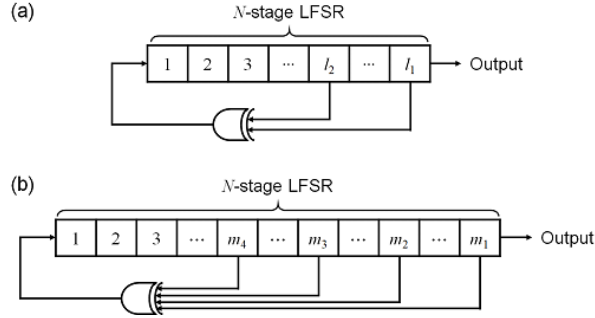 (a)
N-stage LFSR
1 2 3 ... l2 ... l1 Output
(b)
N-stage LFSR
1 2 3 ... m4 ... m3 ... m2 ... m1 Output